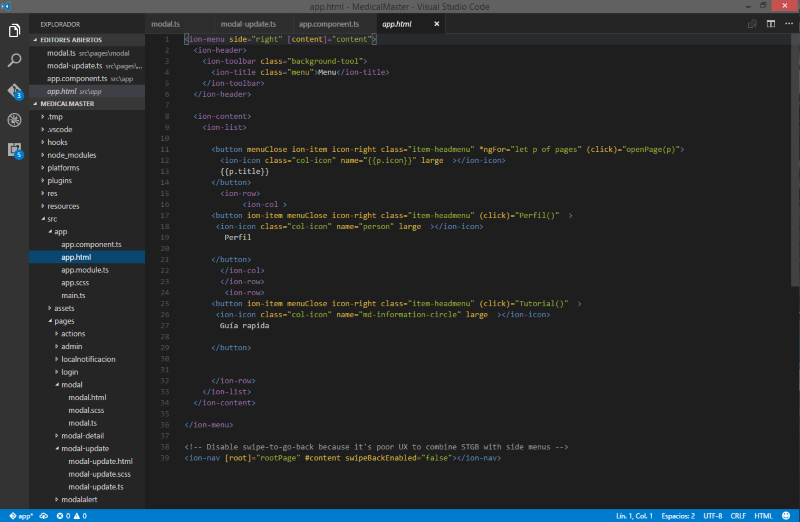 app.html - MedicalMaster - Visual Studio Code
EXPLORADOR
EDITORES ABIERTOS
modal.ts src\pages\modal
modal-update.ts src\pages\...
app.component.ts src\app
app.html src\app
MEDICALMASTER
.tmp
.vscode
hooks
node_modules
platforms
plugins
res
resources
src
app
app.component.ts
app.html
app.module.ts
app.scss
main.ts
assets
pages
actions
admin
localnotificacion
login
modal
modal.html
modal.scss
modal.ts
modal-detail
modal-update
modal-update.html
modal-update.scss
modal-update.ts
modalalert
3
5
modal.ts
modal-update.ts
app.component.ts
app.html
1 <ion-menu side="right" [content]="content">
2 <ion-header>
3 <ion-toolbar class="background-tool">
4 <ion-title class="menu">Menu</ion-title>
5 </ion-toolbar>
6 </ion-header>
7
8 <ion-content>
9 <ion-list>
10
11 <button menuClose ion-item icon-right class="item-headmenu" *ngFor="let p of pages" (click)="openPage(p)">
12 <ion-icon class="col-icon" name="{{p.icon}}" large ></ion-icon>
13 {{p.title}}
14 </button>
15 <ion-row>
16 <ion-col >
17 <button ion-item menuClose icon-right class="item-headmenu" (click)="Perfil()" >
18 <ion-icon class="col-icon" name="person" large ></ion-icon>
19 Perfil
20
21 </button>
22 </ion-col>
23 </ion-row>
24 <ion-row>
25 <button ion-item menuClose icon-right class="item-headmenu" (click)="Tutorial()" >
26 <ion-icon class="col-icon" name="md-information-circle" large ></ion-icon>
27 Guía rapida
28
29 </button>
30
31
32 </ion-row>
33 </ion-list>
34 </ion-content>
35
36 </ion-menu>
37
38 <!-- Disable swipe-to-go-back because it's poor UX to combine STGB with side menus -->
39 <ion-nav [root]="rootPage" #content swipeBackEnabled="false"></ion-nav>
app* 0 0 Lín. 1, Col. 1 Espacios: 2 UTF-8 CRLF HTML